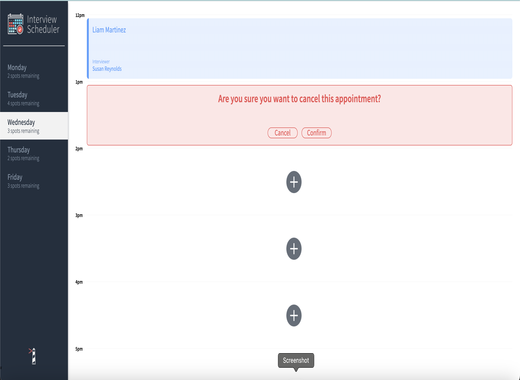 Interview
Scheduler
Monday
2 spots remaining
Tuesday
4 spots remaining
Wednesday
3 spots remaining
Thursday
2 spots remaining
Friday
3 spots remaining
12pm
Liam Martinez
Interviewer
Susan Reynolds
1pm
Are you sure you want to cancel this appointment?
Cancel
Confirm
2pm
3pm
4pm
5pm
Screenshot